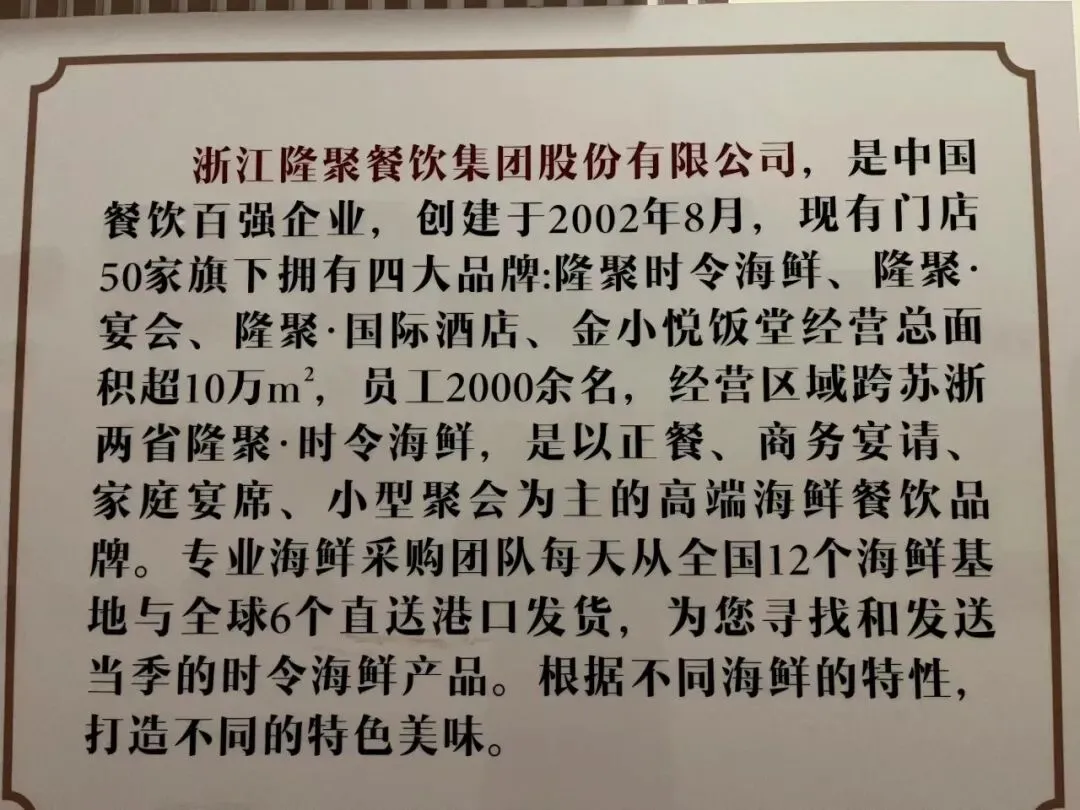 浙江隆聚餐饮集团股份有限公司，是中国
餐饮百强企业，创建于2002年8月，现有门店
50家旗下拥有四大品牌:隆聚时令海鲜、隆聚·
宴会、隆聚·国际酒店、金小悦饭堂经营总面
积超10万m²，员工2000余名，经营区域跨苏浙
两省隆聚·时令海鲜，是以正餐、商务宴请、
家庭宴席、小型聚会为主的高端海鲜餐饮品
牌。专业海鲜采购团队每天从全国12个海鲜基
地与全球6个直送港口发货，为您寻找和发送
当季的时令海鲜产品。根据不同海鲜的特性，
打造不同的特色美味。